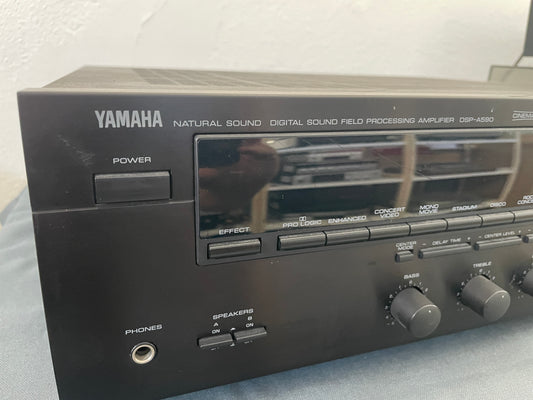 YAMAHA NATURAL SOUND DIGITAL SOUND FIELD PROCESSING AMPLIFIER DSP-A590
POWER
EFFECT
PRO LOGIC
ENHANCED
CONCERT
VIDEO
MONO
MOVIE
STADIUM
DISCO
CENTER
MODE
DELAY TIME
CENTER LEVEL
BASS
TREBLE
SPEAKERS
A B
ON ON
PHONES